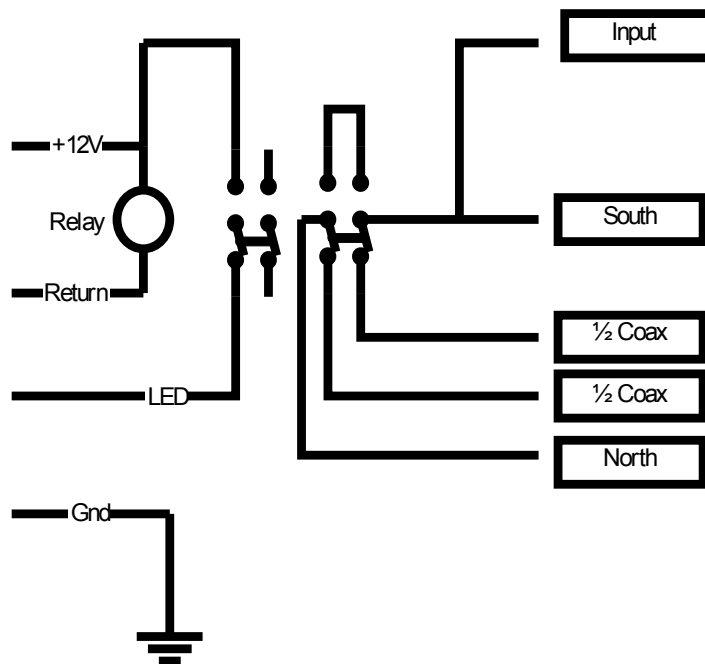 Input
+12V
Relay
South
Return
½ Coax
LED
½ Coax
North
Gnd